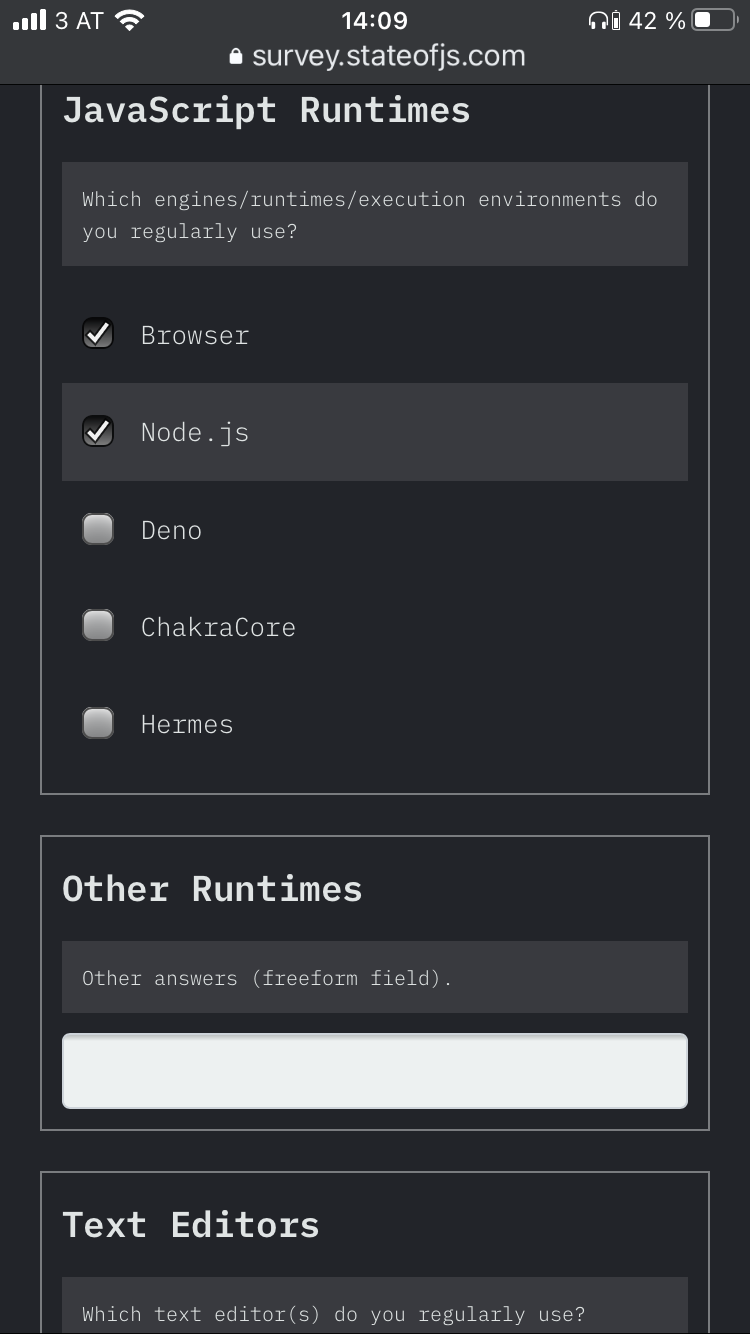 3 AT 14:09 42 %
survey.stateofjs.com
JavaScript Runtimes
Which engines/runtimes/execution environments do
you regularly use?
Browser
Node.js
Deno
ChakraCore
Hermes
Other Runtimes
Other answers (freeform field).
Text Editors
Which text editor(s) do you regularly use?